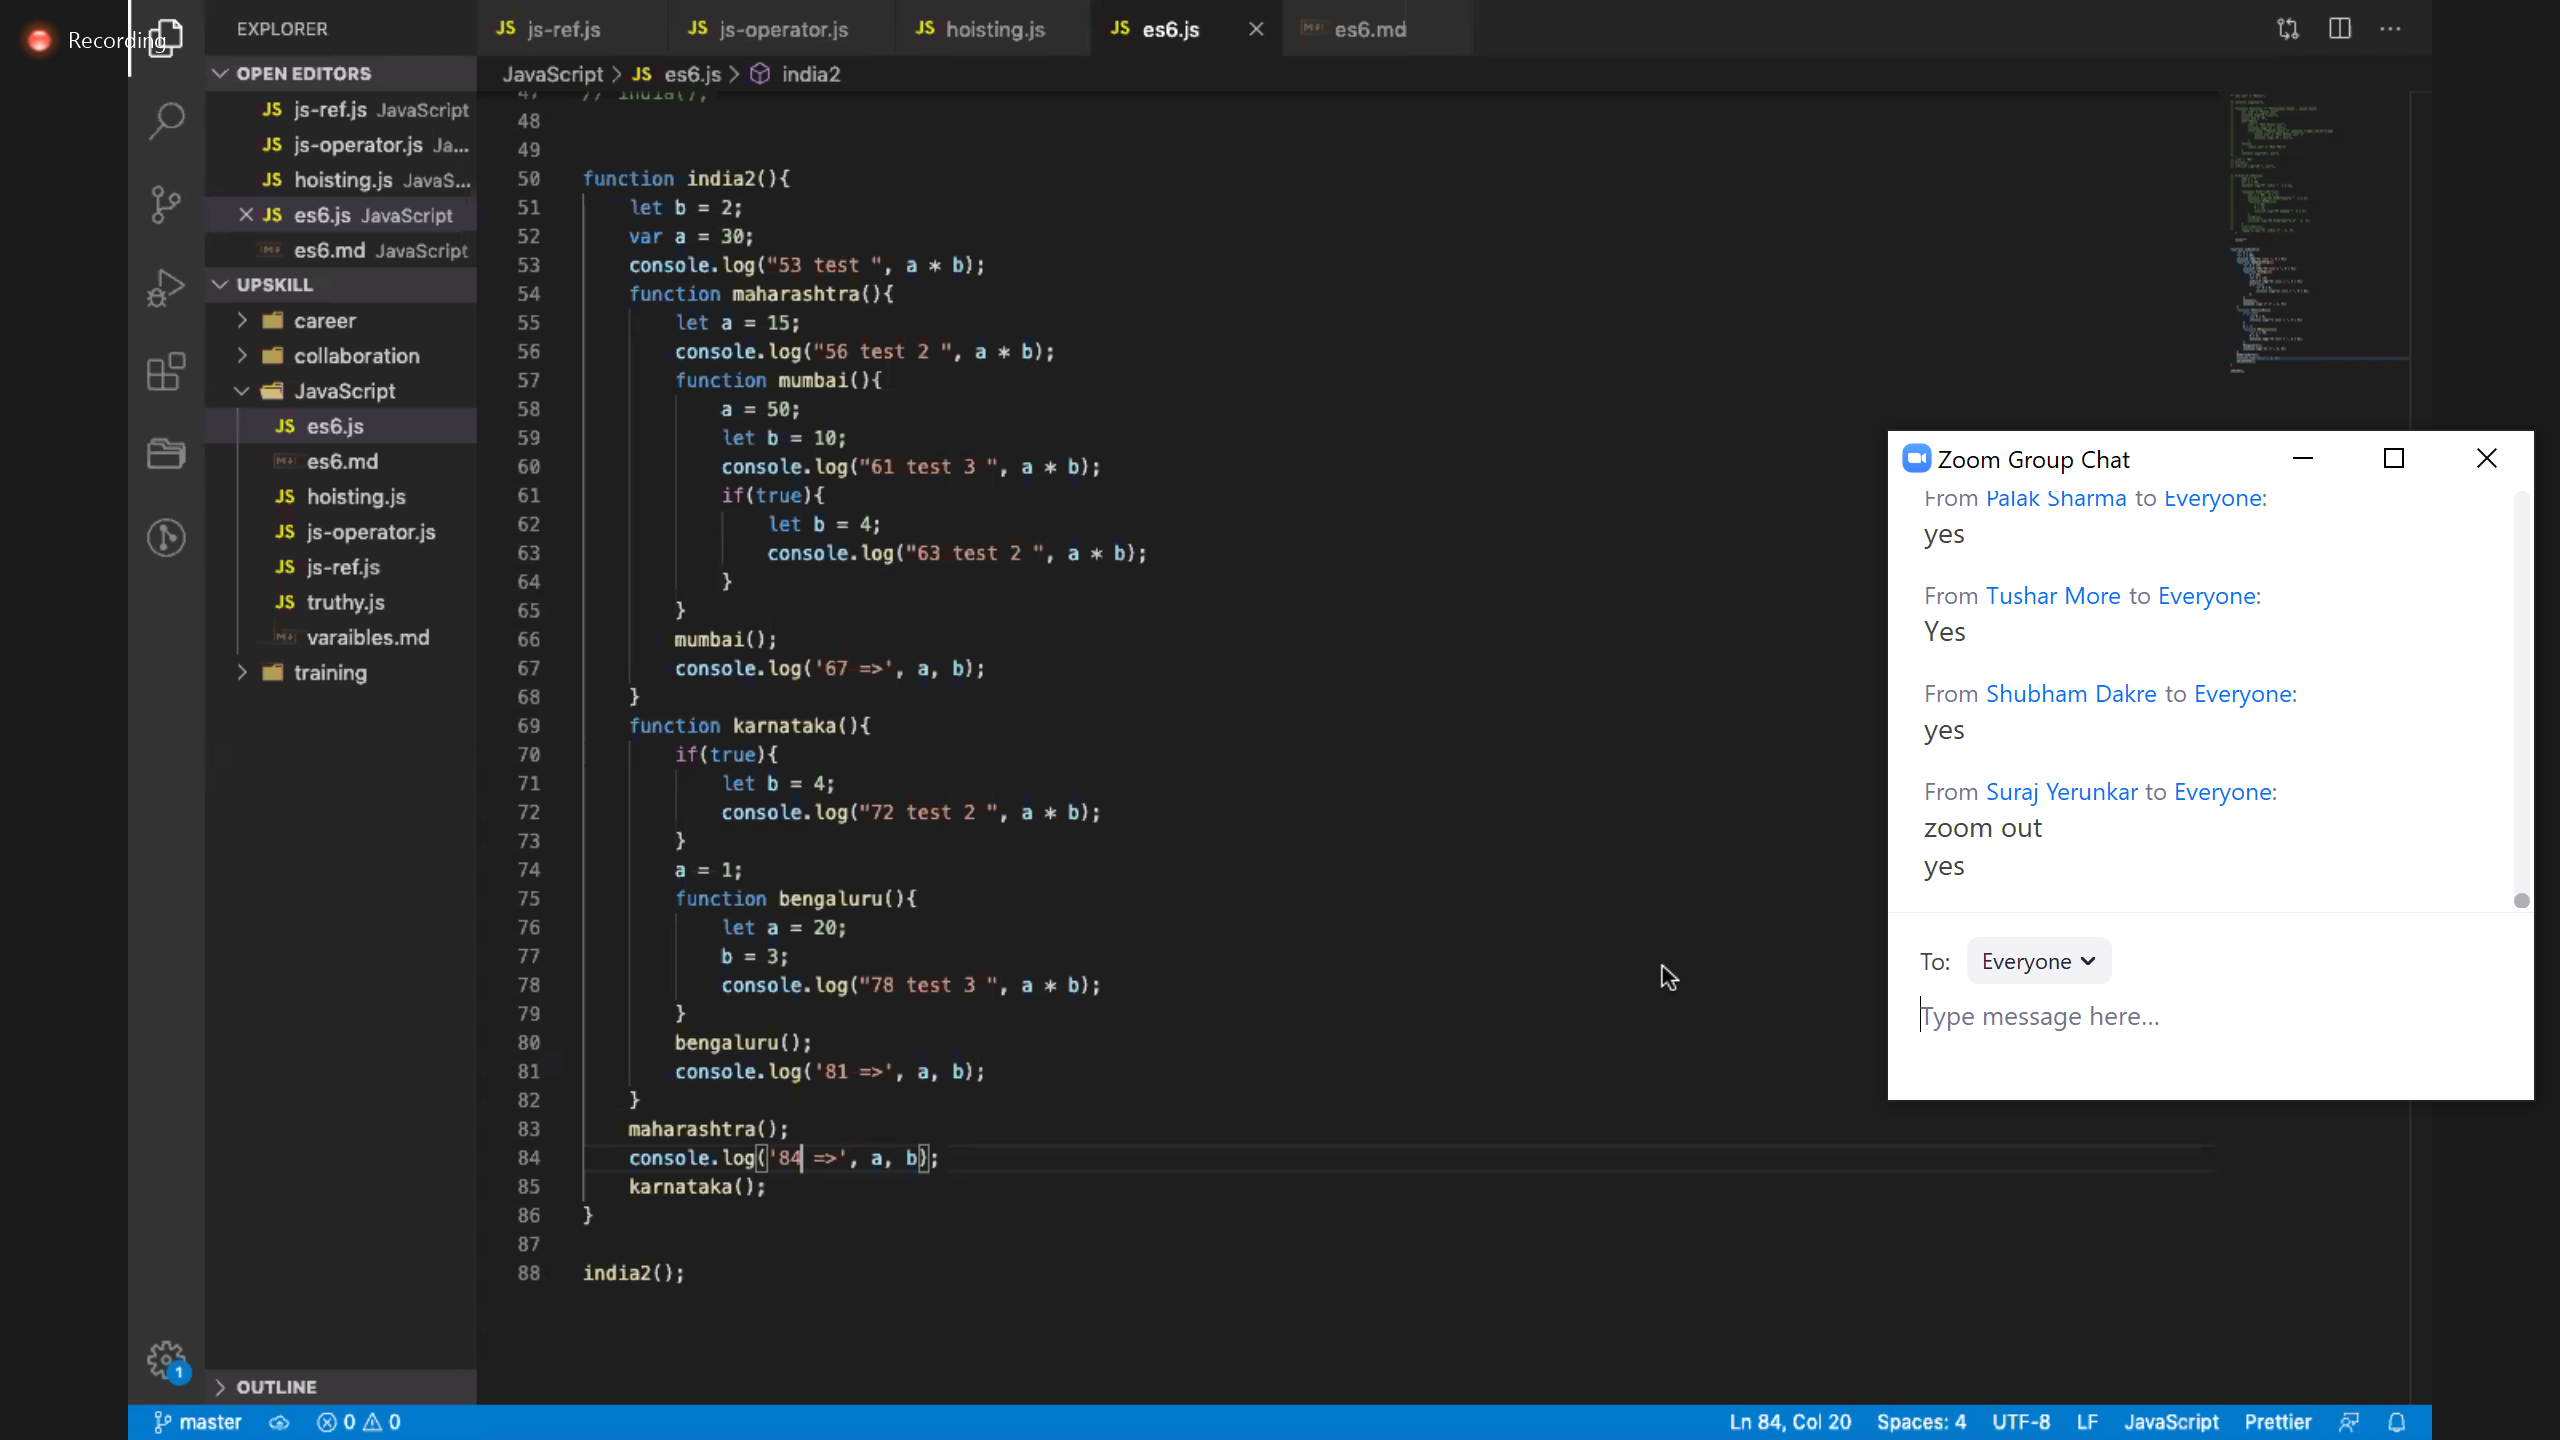 Recording
EXPLORER
OPEN EDITORS
JS js-ref.js JavaScript
JS js-operator.js Ja...
JS hoisting.js JavaS...
JS es6.js JavaScript
es6.md JavaScript
UPSKILL
career
collaboration
JavaScript
JS es6.js
es6.md
JS hoisting.js
JS js-operator.js
JS js-ref.js
JS truthy.js
varaibles.md
training
OUTLINE
1
JS js-ref.js JS js-operator.js JS hoisting.js JS es6.js es6.md
JavaScript > JS es6.js > india2
47 // india();
48
49
50 function india2(){
51 let b = 2;
52 var a = 30;
53 console.log("53 test ", a * b);
54 function maharashtra(){
55 let a = 15;
56 console.log("56 test 2 ", a * b);
57 function mumbai(){
58 a = 50;
59 let b = 10;
60 console.log("61 test 3 ", a * b);
61 if(true){
62 let b = 4;
63 console.log("63 test 2 ", a * b);
64 }
65 }
66 mumbai();
67 console.log('67 =>', a, b);
68 }
69 function karnataka(){
70 if(true){
71 let b = 4;
72 console.log("72 test 2 ", a * b);
73 }
74 a = 1;
75 function bengaluru(){
76 let a = 20;
77 b = 3;
78 console.log("78 test 3 ", a * b);
79 }
80 bengaluru();
81 console.log('81 =>', a, b);
82 }
83 maharashtra();
84 console.log('84 =>', a, b);
85 karnataka();
86 }
87
88 india2();
Zoom Group Chat
From Palak Sharma to Everyone:
yes
From Tushar More to Everyone:
Yes
From Shubham Dakre to Everyone:
yes
From Suraj Yerunkar to Everyone:
zoom out
yes
To: Everyone
Type message here...
master 0 0 Ln 84, Col 20 Spaces: 4 UTF-8 LF JavaScript Prettier